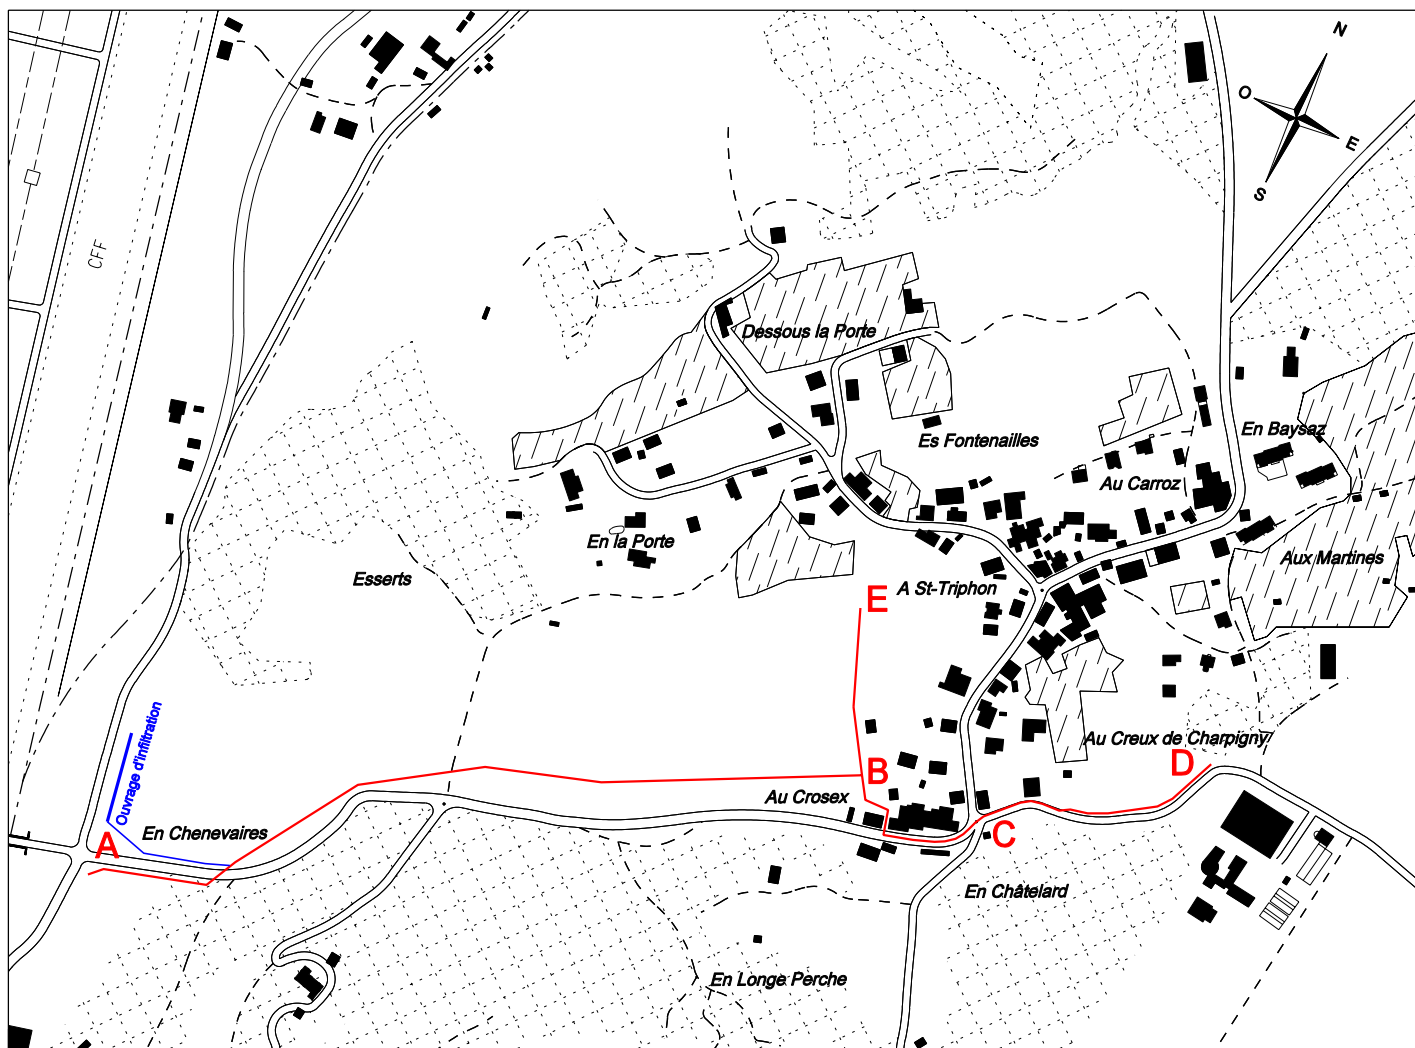 N
O
E
S
CFF
Dessous la Porte
Es Fontenailles
En Baysaz
Au Carroz
En la Porte
Aux Martines
Esserts
A St-Triphon
E
Ouvrage d'infiltration
Au Creux de Charpigny
D
B
Au Crosex
En Chenevaires
A
C
En Châtelard
En Longe Perche